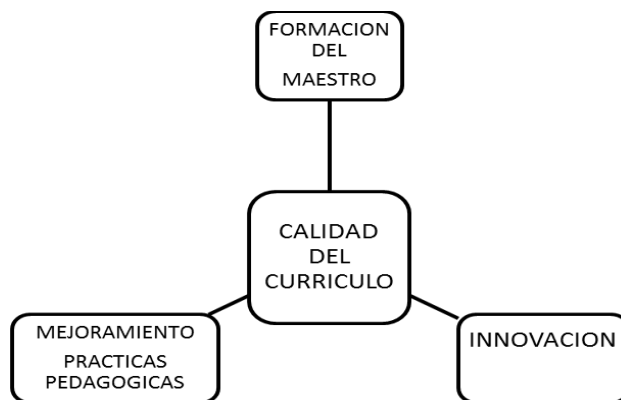 FORMACION
DEL
MAESTRO
CALIDAD
DEL
CURRICULO
MEJORAMIENTO
PRACTICAS
PEDAGOGICAS
INNOVACION